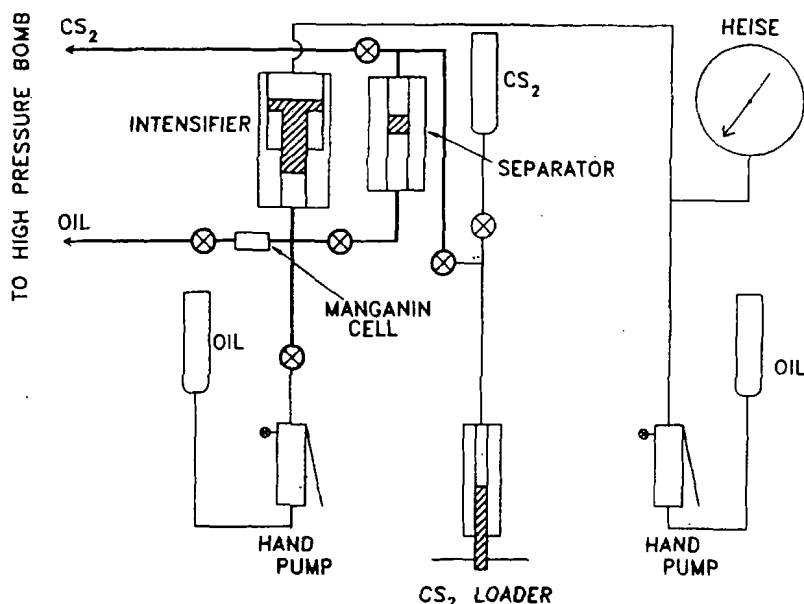 TO HIGH PRESSURE BOMB
CS₂
HEISE
CS₂
INTENSIFIER
SEPARATOR
OIL
MANGANIN
CELL
OIL
OIL
HAND
PUMP
HAND
PUMP
CS₂ LOADER